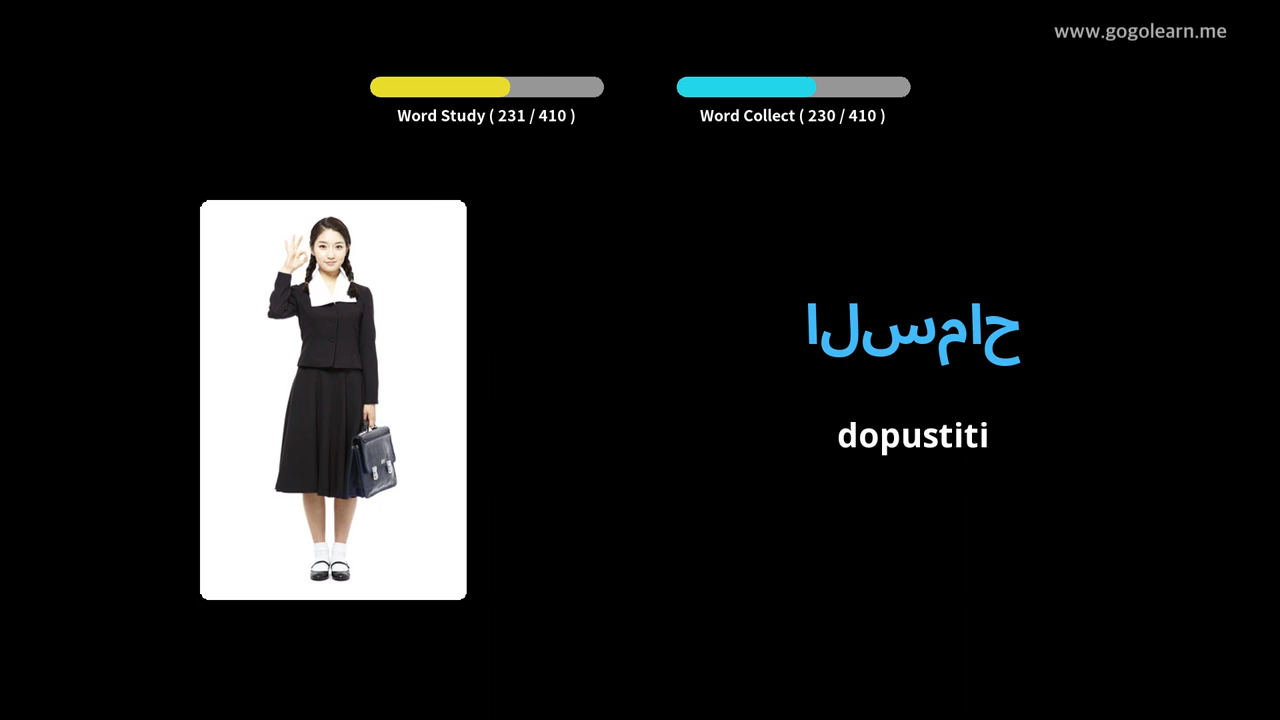 www.gogolearn.me
Word Study ( 231 / 410 )
Word Collect ( 230 / 410 )
السماح
dopustiti